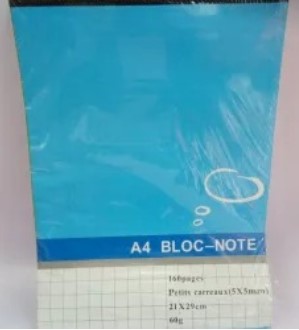 A4 BLOC-NOTE
160pages
Petits carreaux(5X5mm)
21X29cm
60g